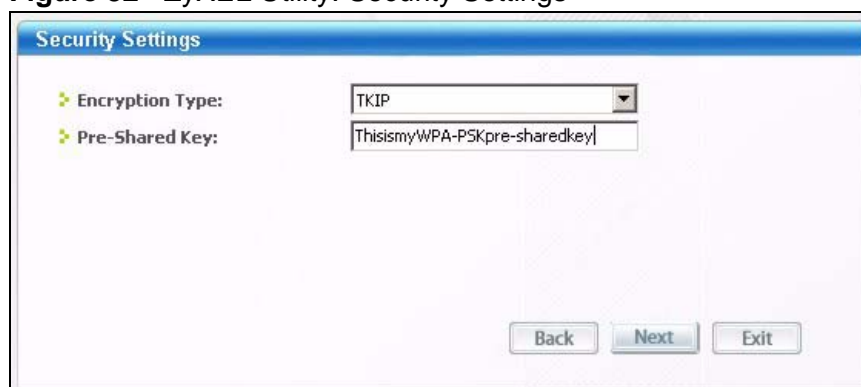 Security Settings
Encryption Type: TKIP
Pre-Shared Key: ThisismyWPA-PSKpre-sharedkey
Back Next Exit